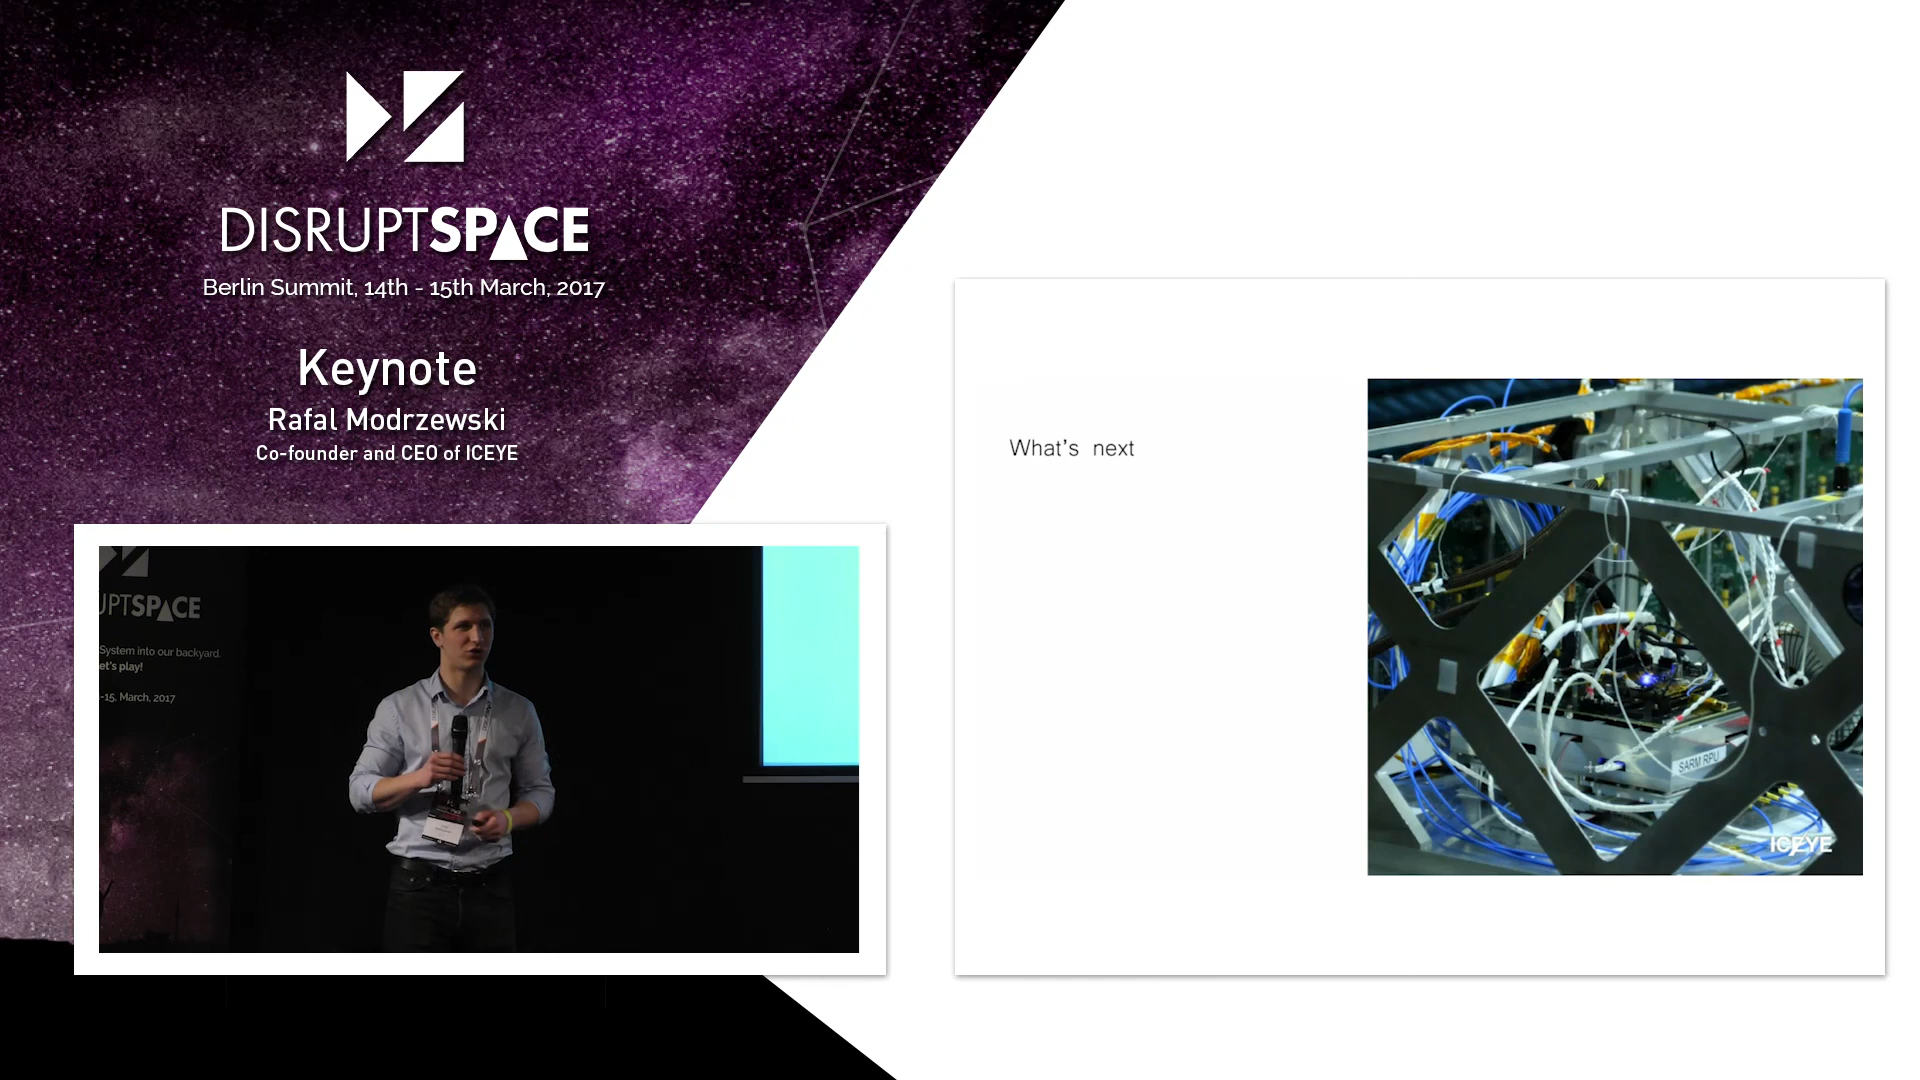 DISRUPTSPACE
Berlin Summit, 14th - 15th March, 2017
Keynote
Rafal Modrzewski
Co-founder and CEO of ICEYE
UPTSPACE
System into our backyard.
et's play!
-15, March, 2017
What's next
SARM RPU
ICEYE